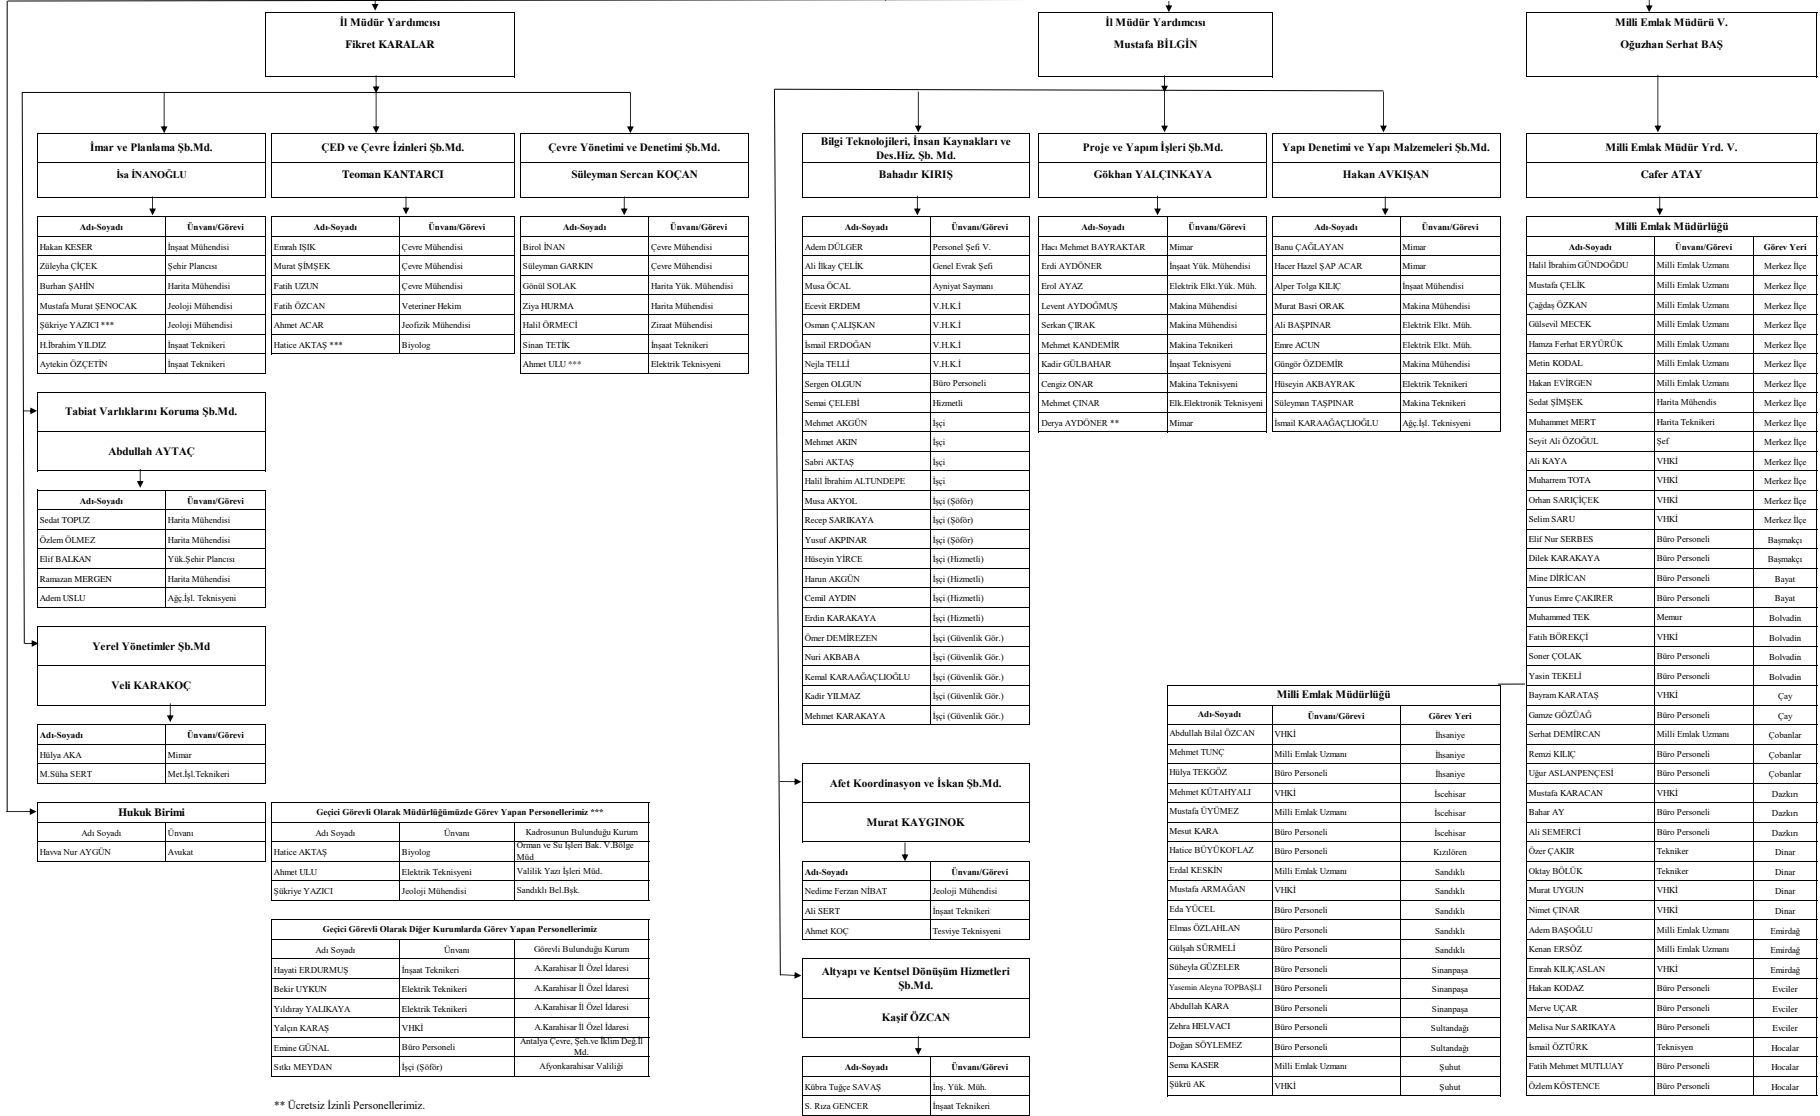 İl Müdür Yardımcısı
Fikret KARALAR
İl Müdür Yardımcısı
Mustafa BİLGİN
Milli Emlak Müdürü V.
Oğuzhan Serhat BAŞ
İmar ve Planlama Şb.Md.
İsa İNANOĞLU
Adı-Soyadı Ünvanı/Görevi
Hakan KESER İnşaat Mühendisi
Züleyha ÇİÇEK Şehir Plancısı
Burhan ŞAHİN Harita Mühendisi
Mustafa Murat ŞENOCAK Jeoloji Mühendisi
Şükriye YAZICI *** Jeoloji Mühendisi
H.İbrahim YILDIZ İnşaat Teknikeri
Aytekin ÖZÇETİN İnşaat Teknikeri
ÇED ve Çevre İzinleri Şb.Md.
Teoman KANTARCI
Adı-Soyadı Ünvanı/Görevi
Emrah IŞIK Çevre Mühendisi
Murat ŞİMŞEK Çevre Mühendisi
Fatih UZUN Çevre Mühendisi
Fatih ÖZCAN Veteriner Hekim
Ahmet ACAR Jeofizik Mühendisi
Hatice AKTAŞ *** Biyolog
Çevre Yönetimi ve Denetimi Şb.Md.
Süleyman Sercan KOÇAN
Adı-Soyadı Ünvanı/Görevi
Birol İNAN Çevre Mühendisi
Süleyman GARKIN Çevre Mühendisi
Gönül SOLAK Harita Yük. Mühendisi
Ziya HURMA Harita Mühendisi
Halil ÖRMECİ Ziraat Mühendisi
Sinan TETİK İnşaat Teknikeri
Ahmet ULU *** Elektrik Teknisyeni
Tabiat Varlıklarını Koruma Şb.Md.
Abdullah AYTAÇ
Adı-Soyadı Ünvanı/Görevi
Sedat TOPUZ Harita Mühendisi
Özlem ÖLMEZ Harita Mühendisi
Elif BALKAN Yük.Şehir Plancısı
Ramazan MERGEN Harita Mühendisi
Adem USLU Ağç.İşl. Teknisyeni
Yerel Yönetimler Şb.Md
Veli KARAKOÇ
Adı-Soyadı Ünvanı/Görevi
Hülya AKA Mimar
M.Süha SERT Met.İşl.Teknikeri
Hukuk Birimi
Adı Soyadı Ünvanı
Havva Nur AYGÜN Avukat
Geçici Görevli Olarak Müdürlüğümüzde Görev Yapan Personellerimiz ***
Adı Soyadı Ünvanı Kadrosunun Bulunduğu Kurum
Hatice AKTAŞ Biyolog Orman ve Su İşleri Bak. V.Bölge
Müd
Ahmet ULU Elektrik Teknisyeni Valilik Yazı İşleri Müd.
Şükriye YAZICI Jeoloji Mühendisi Sandıklı Bel.Bşk.
Geçici Görevli Olarak Diğer Kurumlarda Görev Yapan Personellerimiz
Adı Soyadı Ünvanı Görevli Bulunduğu Kurum
Hayati ERDURMUŞ İnşaat Teknikeri A.Karahisar İl Özel İdaresi
Bekir UYKUN Elektrik Teknikeri A.Karahisar İl Özel İdaresi
Yıldıray YALIKAYA Elektrik Teknikeri A.Karahisar İl Özel İdaresi
Yalçın KARAŞ VHKİ A.Karahisar İl Özel İdaresi
Emine GÜNAL Büro Personeli Antalya Çevre, Şeh.ve İklim Değ.İl
Md.
Sıtkı MEYDAN İşçi (Şöför) Afyonkarahisar Valiliği
** Ücretsiz İzinli Personellerimiz.
Bilgi Teknolojileri, İnsan Kaynakları ve
Des.Hiz. Şb. Md.
Bahadır KIRIŞ
Adı-Soyadı Ünvanı/Görevi
Adem DÜLGER Personel Şefi V.
Ali İlkay ÇELİK Genel Evrak Şefi
Musa ÖCAL Ayniyat Saymanı
Ecevit ERDEM V.H.K.İ
Osman ÇALIŞKAN V.H.K.İ
İsmail ERDOĞAN V.H.K.İ
Nejla TELLİ V.H.K.İ
Sergen OLGUN Büro Personeli
Semai ÇELEBİ Hizmetli
Mehmet AKGÜN İşçi
Mehmet AKIN İşçi
Sabri AKTAŞ İşçi
Halil İbrahim ALTUNDEPE İşçi
Musa AKYOL İşçi (Şöför)
Recep SARIKAYA İşçi (Şöför)
Yusuf AKPINAR İşçi (Şöför)
Hüseyin YİRCE İşçi (Hizmetli)
Harun AKGÜN İşçi (Hizmetli)
Cemil AYDIN İşçi (Hizmetli)
Erdin KARAKAYA İşçi (Hizmetli)
Ömer DEMİREZEN İşçi (Güvenlik Gör.)
Nuri AKBABA İşçi (Güvenlik Gör.)
Kemal KARAAĞAÇLIOĞLU İşçi (Güvenlik Gör.)
Kadir YILMAZ İşçi (Güvenlik Gör.)
Mehmet KARAKAYA İşçi (Güvenlik Gör.)
Afet Koordinasyon ve İskan Şb.Md.
Murat KAYGINOK
Adı-Soyadı Ünvanı/Görevi
Nedime Ferzan NİBAT Jeoloji Mühendisi
Ali SERT İnşaat Teknikeri
Ahmet KOÇ Tesviye Teknisyeni
Altyapı ve Kentsel Dönüşüm Hizmetleri
Şb.Md.
Kaşif ÖZCAN
Adı-Soyadı Ünvanı/Görevi
Kübra Tuğçe SAVAŞ İnş. Yük. Müh.
S. Rıza GENCER İnşaat Teknikeri
Proje ve Yapım İşleri Şb.Md.
Gökhan YALÇINKAYA
Adı-Soyadı Ünvanı/Görevi
Hacı Mehmet BAYRAKTAR Mimar
Erdi AYDÖNER İnşaat Yük. Mühendisi
Erol AYAZ Elektrik Elkt.Yük. Müh.
Levent AYDOĞMUŞ Makina Mühendisi
Serkan ÇIRAK Makina Mühendisi
Mehmet KANDEMİR Makina Teknikeri
Kadir GÜLBAHAR İnşaat Teknisyeni
Cengiz ONAR Makina Teknisyeni
Mehmet ÇINAR Elk.Elektronik Teknisyeni
Derya AYDÖNER ** Mimar
Yapı Denetimi ve Yapı Malzemeleri Şb.Md.
Hakan AVKIŞAN
Adı-Soyadı Ünvanı/Görevi
Banu ÇAĞLAYAN Mimar
Hacer Hazel ŞAP ACAR Mimar
Alper Tolga KILIÇ İnşaat Mühendisi
Murat Basri ORAK Makina Mühendisi
Ali BAŞPINAR Elektrik Elkt. Müh.
Emre ACUN Elektrik Elkt. Müh.
Güngör ÖZDEMİR Makina Mühendisi
Hüseyin AKBAYRAK Elektrik Teknikeri
Süleyman TAŞPINAR Makina Teknikeri
İsmail KARAAĞAÇLIOĞLU Ağç.İşl. Teknisyeni
Milli Emlak Müdür Yrd. V.
Cafer ATAY
Milli Emlak Müdürlüğü
Adı-Soyadı Ünvanı/Görevi Görev Yeri
Halil İbrahim GÜNDOĞDU Milli Emlak Uzmanı Merkez İlçe
Mustafa ÇELİK Milli Emlak Uzmanı Merkez İlçe
Çağdaş ÖZKAN Milli Emlak Uzmanı Merkez İlçe
Gülsevil MECEK Milli Emlak Uzmanı Merkez İlçe
Hamza Ferhat ERYÜRÜK Milli Emlak Uzmanı Merkez İlçe
Metin KODAL Milli Emlak Uzmanı Merkez İlçe
Hakan EVİRGEN Milli Emlak Uzmanı Merkez İlçe
Sedat ŞİMŞEK Harita Mühendis Merkez İlçe
Muhammet MERT Harita Teknikeri Merkez İlçe
Seyit Ali ÖZOĞUL Şef Merkez İlçe
Ali KAYA VHKİ Merkez İlçe
Muharrem TOTA VHKİ Merkez İlçe
Orhan SARIÇİÇEK VHKİ Merkez İlçe
Selim SARU VHKİ Merkez İlçe
Elif Nur SERBES Büro Personeli Başmakçı
Dilek KARAKAYA Büro Personeli Başmakçı
Mine DİRİCAN Büro Personeli Bayat
Yunus Emre ÇAKIRER Büro Personeli Bayat
Muhammed TEK Memur Bolvadin
Fatih BÖREKÇİ VHKİ Bolvadin
Soner ÇOLAK Büro Personeli Bolvadin
Yasin TEKELİ Büro Personeli Bolvadin
Bayram KARATAŞ VHKİ Çay
Gamze GÖZÜAĞ Büro Personeli Çay
Serhat DEMİRCAN Milli Emlak Uzmanı Çobanlar
Remzi KILIÇ Büro Personeli Çobanlar
Uğur ASLANPENÇESİ Büro Personeli Çobanlar
Mustafa KARACAN VHKİ Dazkırı
Bahar AY Büro Personeli Dazkırı
Ali SEMERCİ Büro Personeli Dazkırı
Özer ÇAKIR Tekniker Dinar
Oktay BÖLÜK Tekniker Dinar
Murat UYGUN VHKİ Dinar
Nimet ÇINAR VHKİ Dinar
Adem BAŞOĞLU Milli Emlak Uzmanı Emirdağ
Kenan ERSÖZ Milli Emlak Uzmanı Emirdağ
Emrah KILIÇASLAN VHKİ Emirdağ
Hakan KODAZ Büro Personeli Evciler
Merve UÇAR Büro Personeli Evciler
Melisa Nur SARIKAYA Büro Personeli Evciler
İsmail ÖZTÜRK Teknisyen Hocalar
Fatih Mehmet MUTLUAY Büro Personeli Hocalar
Özlem KÖSTENCE Büro Personeli Hocalar
Milli Emlak Müdürlüğü
Adı-Soyadı Ünvanı/Görevi Görev Yeri
Abdullah Bilal ÖZCAN VHKİ İhsaniye
Mehmet TUNÇ Milli Emlak Uzmanı İhsaniye
Hülya TEKGÖZ Büro Personeli İhsaniye
Mehmet KÜTAHYALI VHKİ İscehisar
Mustafa ÜYÜMEZ Milli Emlak Uzmanı İscehisar
Mesut KARA Büro Personeli İscehisar
Hatice BÜYÜKOFLAZ Büro Personeli Kızılören
Erdal KESKİN Milli Emlak Uzmanı Sandıklı
Mustafa ARMAĞAN VHKİ Sandıklı
Eda YÜCEL Büro Personeli Sandıklı
Elmas ÖZLAHLAN Büro Personeli Sandıklı
Gülşah SÜRMELİ Büro Personeli Sandıklı
Süheyla GÜZELER Büro Personeli Sinanpaşa
Yasemin Aleyna TOPBAŞLI Büro Personeli Sinanpaşa
Abdullah KARA Büro Personeli Sinanpaşa
Zehra HELVACI Büro Personeli Sultandağı
Doğan SÖYLEMEZ Büro Personeli Sultandağı
Sema KASER Milli Emlak Uzmanı Şuhut
Şükrü AK VHKİ Şuhut